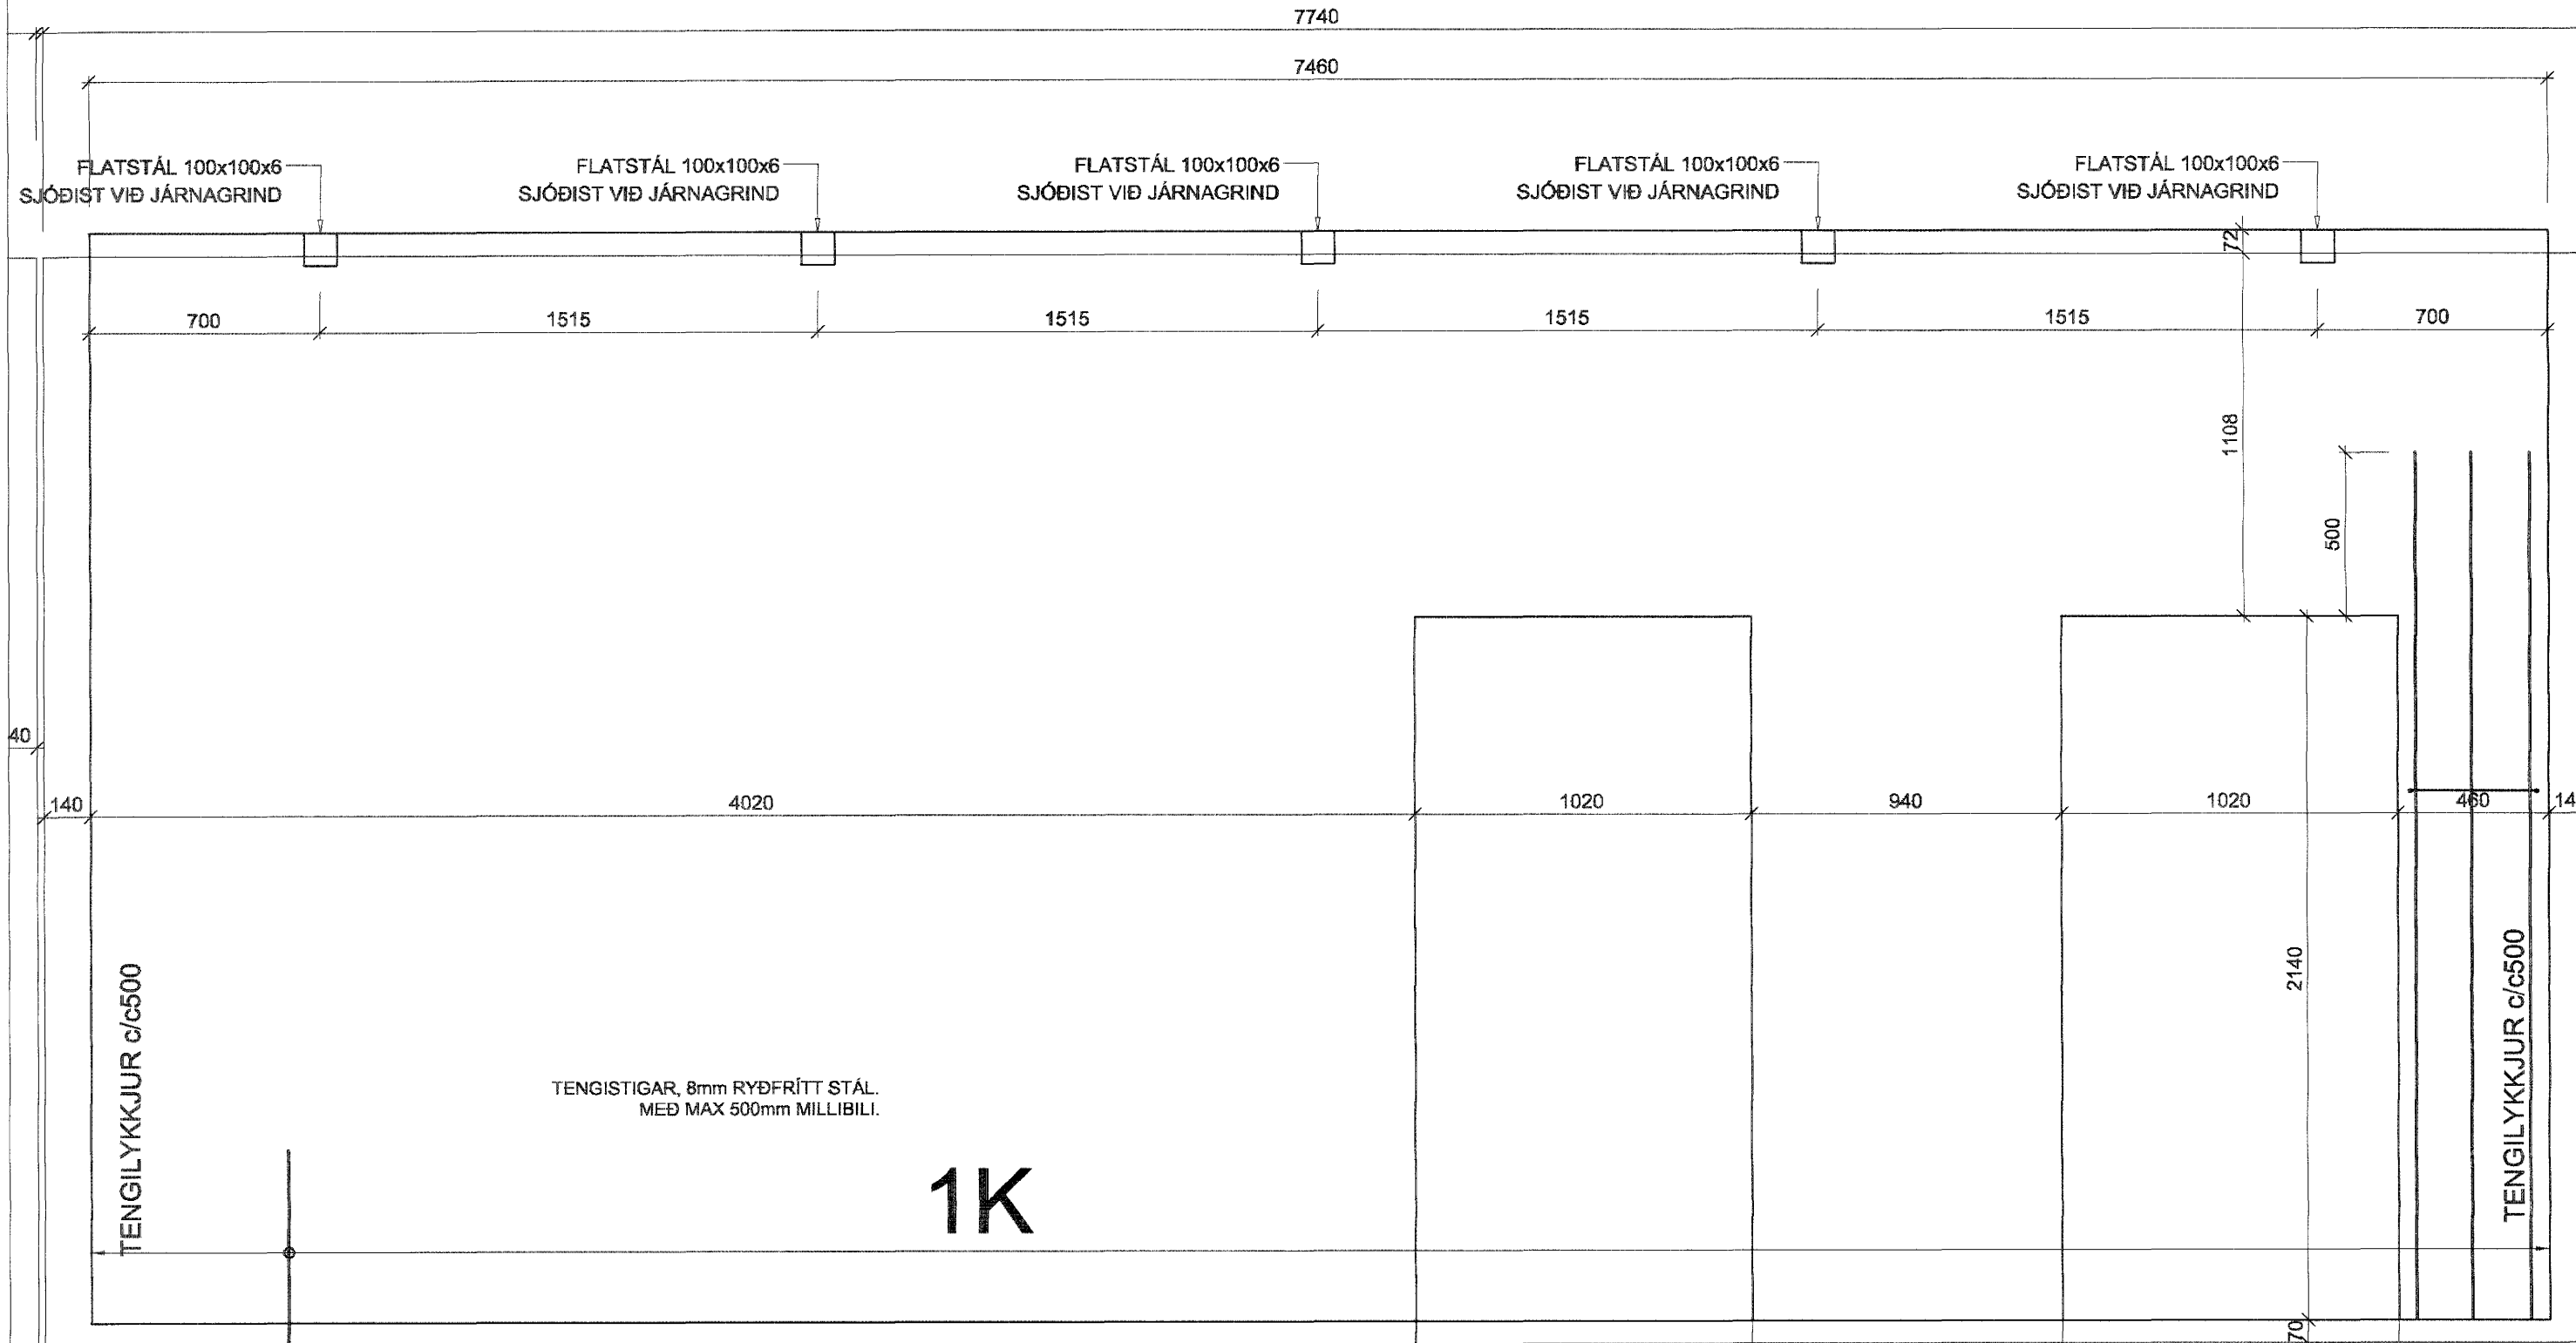 7740
7460
FLATSTÁL 100x100x6
SJÓÐIST VIÐ JÁRNAGRIND
FLATSTÁL 100x100x6
SJÓÐIST VIÐ JÁRNAGRIND
FLATSTÁL 100x100x6
SJÓÐIST VIÐ JÁRNAGRIND
FLATSTÁL 100x100x6
SJÓÐIST VIÐ JÁRNAGRIND
FLATSTÁL 100x100x6
SJÓÐIST VIÐ JÁRNAGRIND
72
700
1515
1515
1515
1515
700
1108
500
40
140
4020
1020
940
1020
460
14
TENGILYKKJUR c/c500
2140
TENGILYKKJUR c/c500
TENGISTIGAR, 8mm RYÐFRÍTT STÁL.
MEÐ MAX 500mm MILLIBILI.
1K
70